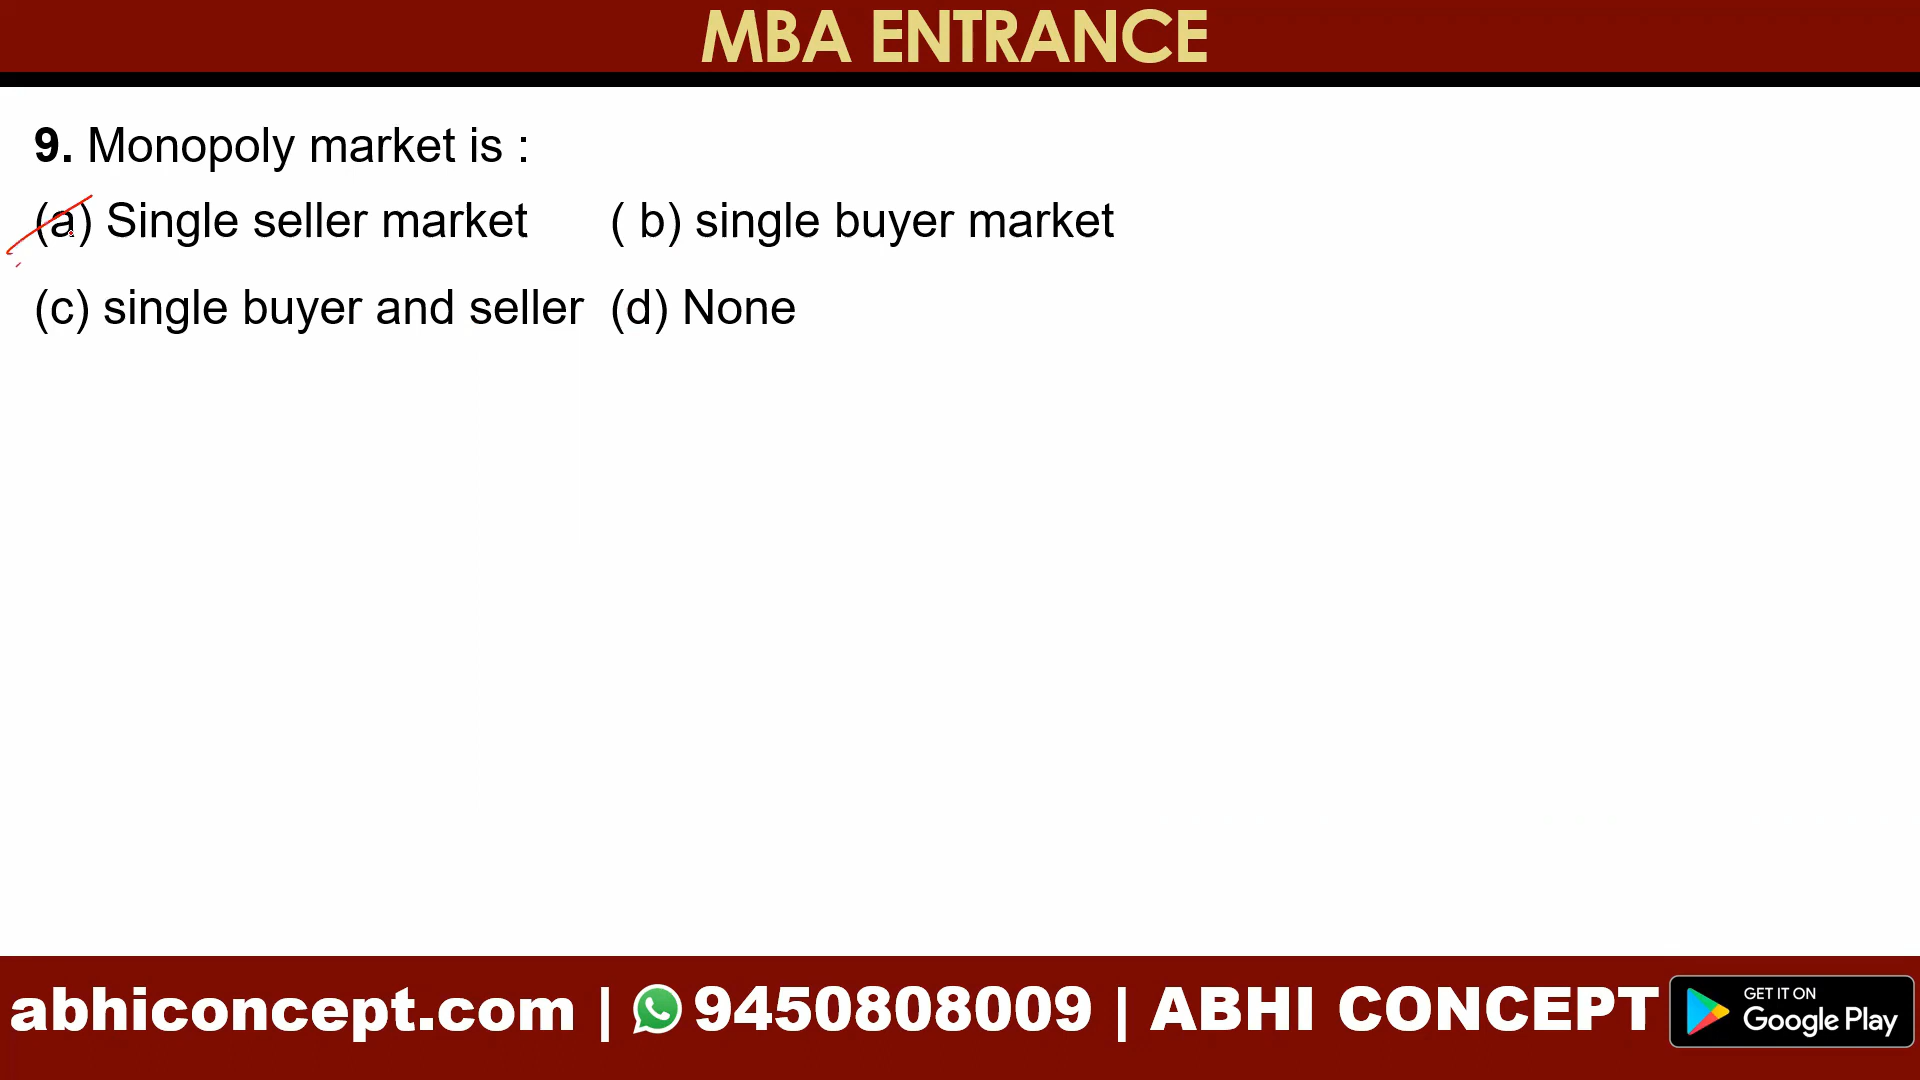 MBA ENTRANCE
9. Monopoly market is :
(a) Single seller market ( b) single buyer market
(c) single buyer and seller (d) None
abhiconcept.com | 9450808009 | ABHI CONCEPT GET IT ON Google Play